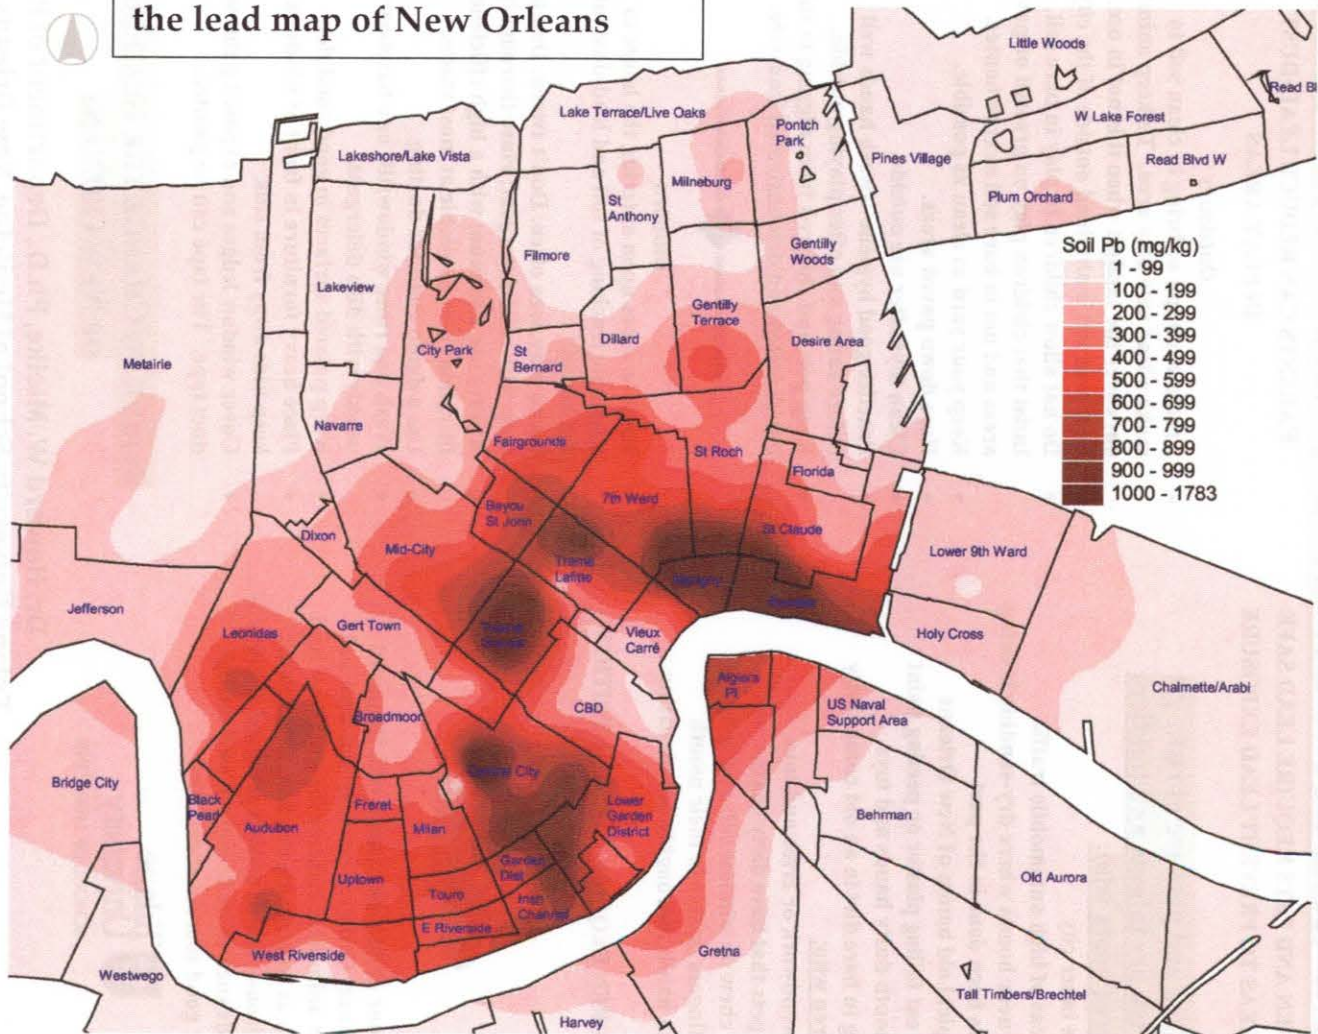 the lead map of New Orleans
Little Woods
Read Bl
Lake Terrace/Live Oaks
W Lake Forest
Pontch
Park
Lakeshore/Lake Vista
Pines Village
Read Blvd W
Milneburg
Plum Orchard
St
Anthony
Soil Pb (mg/kg)
1 - 99
100 - 199
200 - 299
300 - 399
400 - 499
500 - 599
600 - 699
700 - 799
800 - 899
900 - 999
1000 - 1783
Gentilly
Woods
Filmore
Lakeview
Gentilly
Terrace
Dillard
Desire Area
City Park
St
Bernard
Metairie
Navarre
Fairgrounds
St Roch
Florida
7th Ward
Bayou
St John
St Claude
Dixon
Mid-City
Lower 9th Ward
Treme
Lafitte
Marigny
Jefferson
Leonidas
Gert Town
Vieux
Carré
Holy Cross
Algiers
Pt
Chalmette/Arabi
CBD
US Naval
Support Area
Broadmoor
Central City
Bridge City
Black
Pearl
Freret
Lower
Garden
District
Behrman
Audubon
Milan
Garden
Dist
Uptown
Old Aurora
Touro
Irish
Channel
E Riverside
West Riverside
Gretna
Westwego
Tall Timbers/Brechtel
Harvey